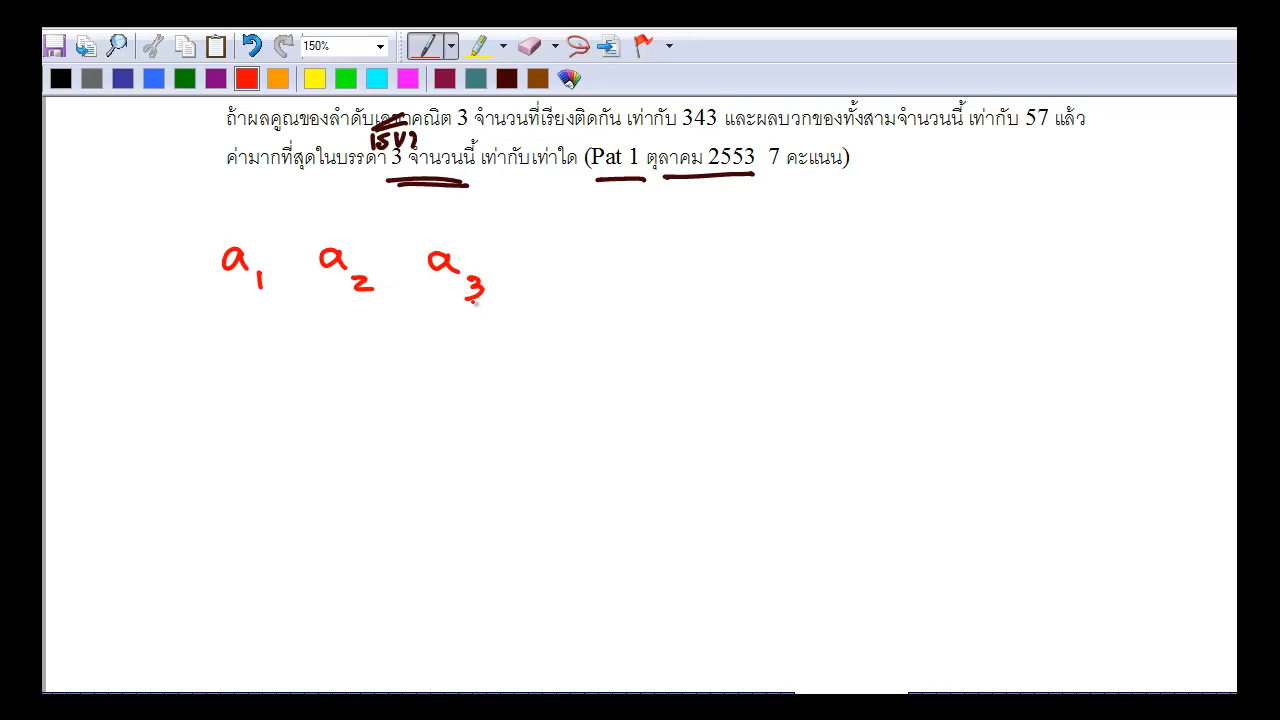 150%
ถ้าผลคูณของลำดับเลขาคณิต 3 จำนวนที่เรียงติดกัน เท่ากับ 343 และผลบวกของทั้งสามจำนวนนี้ เท่ากับ 57 แล้ว
เรขา
ค่ามากที่สุดในบรรดา 3 จำนวนนี้ เท่ากับเท่าใด (Pat 1 ตุลาคม 2553 7 คะแนน)
a₁ a₂ a₃